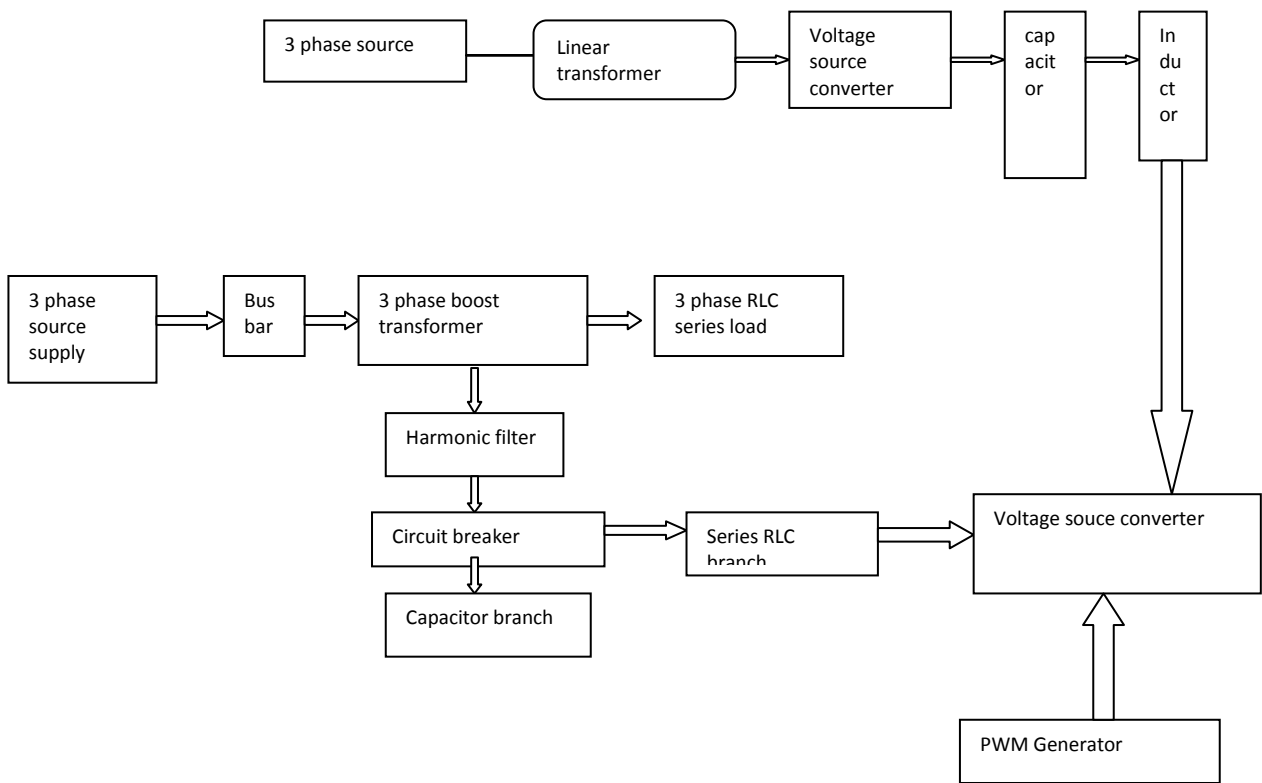 3 phase source
Linear
transformer
Voltage
source
converter
cap
acit
or
In
du
ct
or
3 phase
source
supply
Bus
bar
3 phase boost
transformer
3 phase RLC
series load
Harmonic filter
Circuit breaker
Series RLC
branch
Voltage souce converter
Capacitor branch
PWM Generator